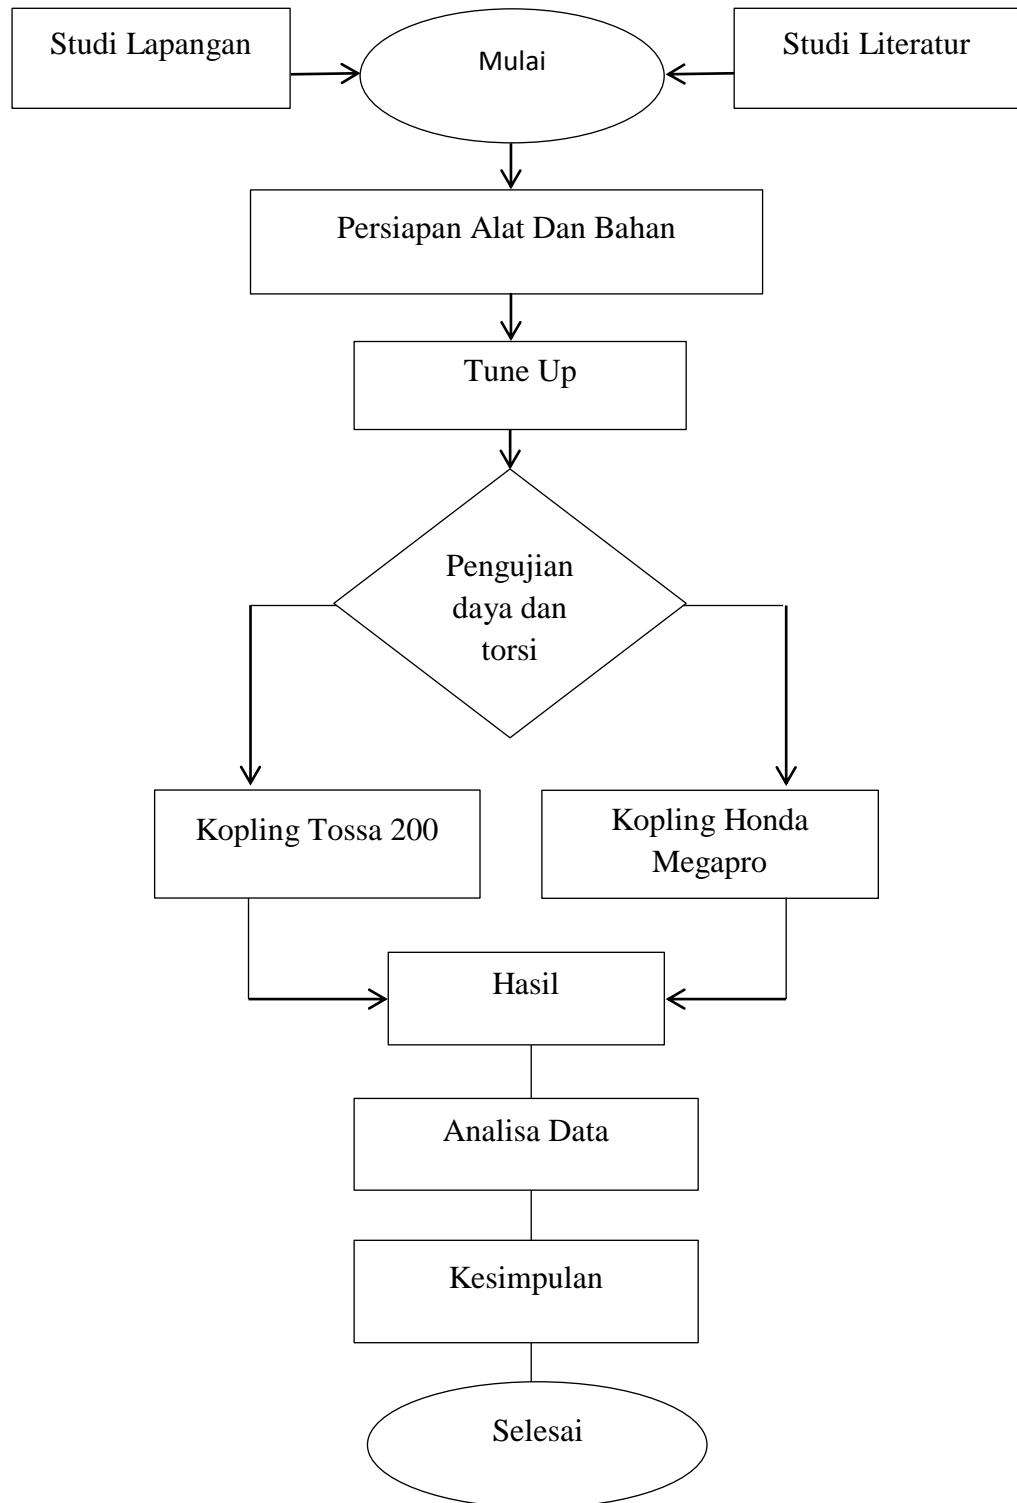 Studi Lapangan
Mulai
Studi Literatur
Persiapan Alat Dan Bahan
Tune Up
Pengujian
daya dan
torsi
Kopling Tossa 200
Kopling Honda
Megapro
Hasil
Analisa Data
Kesimpulan
Selesai